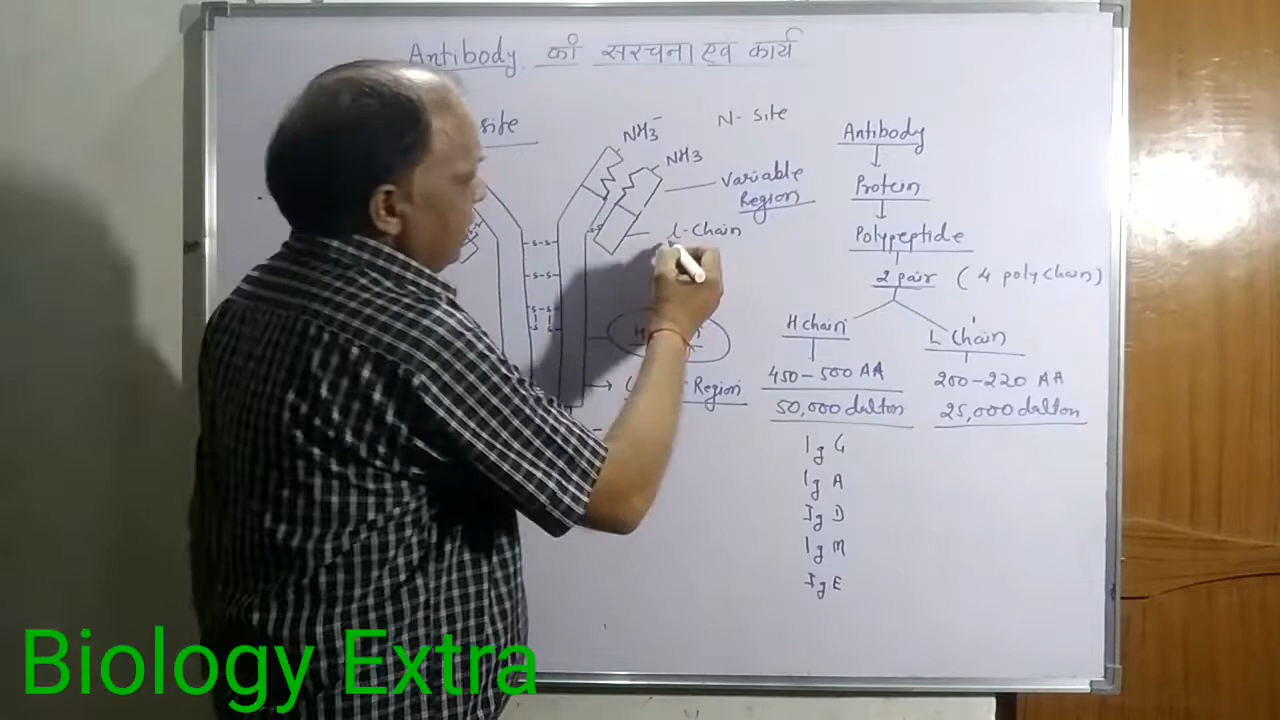 Antibody की सरचना एव कार्य
site
NH3-
NH3
N- Site
Variable
Region
L-Chain
S-S
S-S
S-S
S S
Region
Antibody
Protein
Polypeptide
2 pair ( 4 poly chain)
H chain
L Chain
450-500 AA
200-220 AA
50,000 dalton
25,000 dalton
Ig G
Ig A
Ig D
Ig M
Ig E
Biology Extra